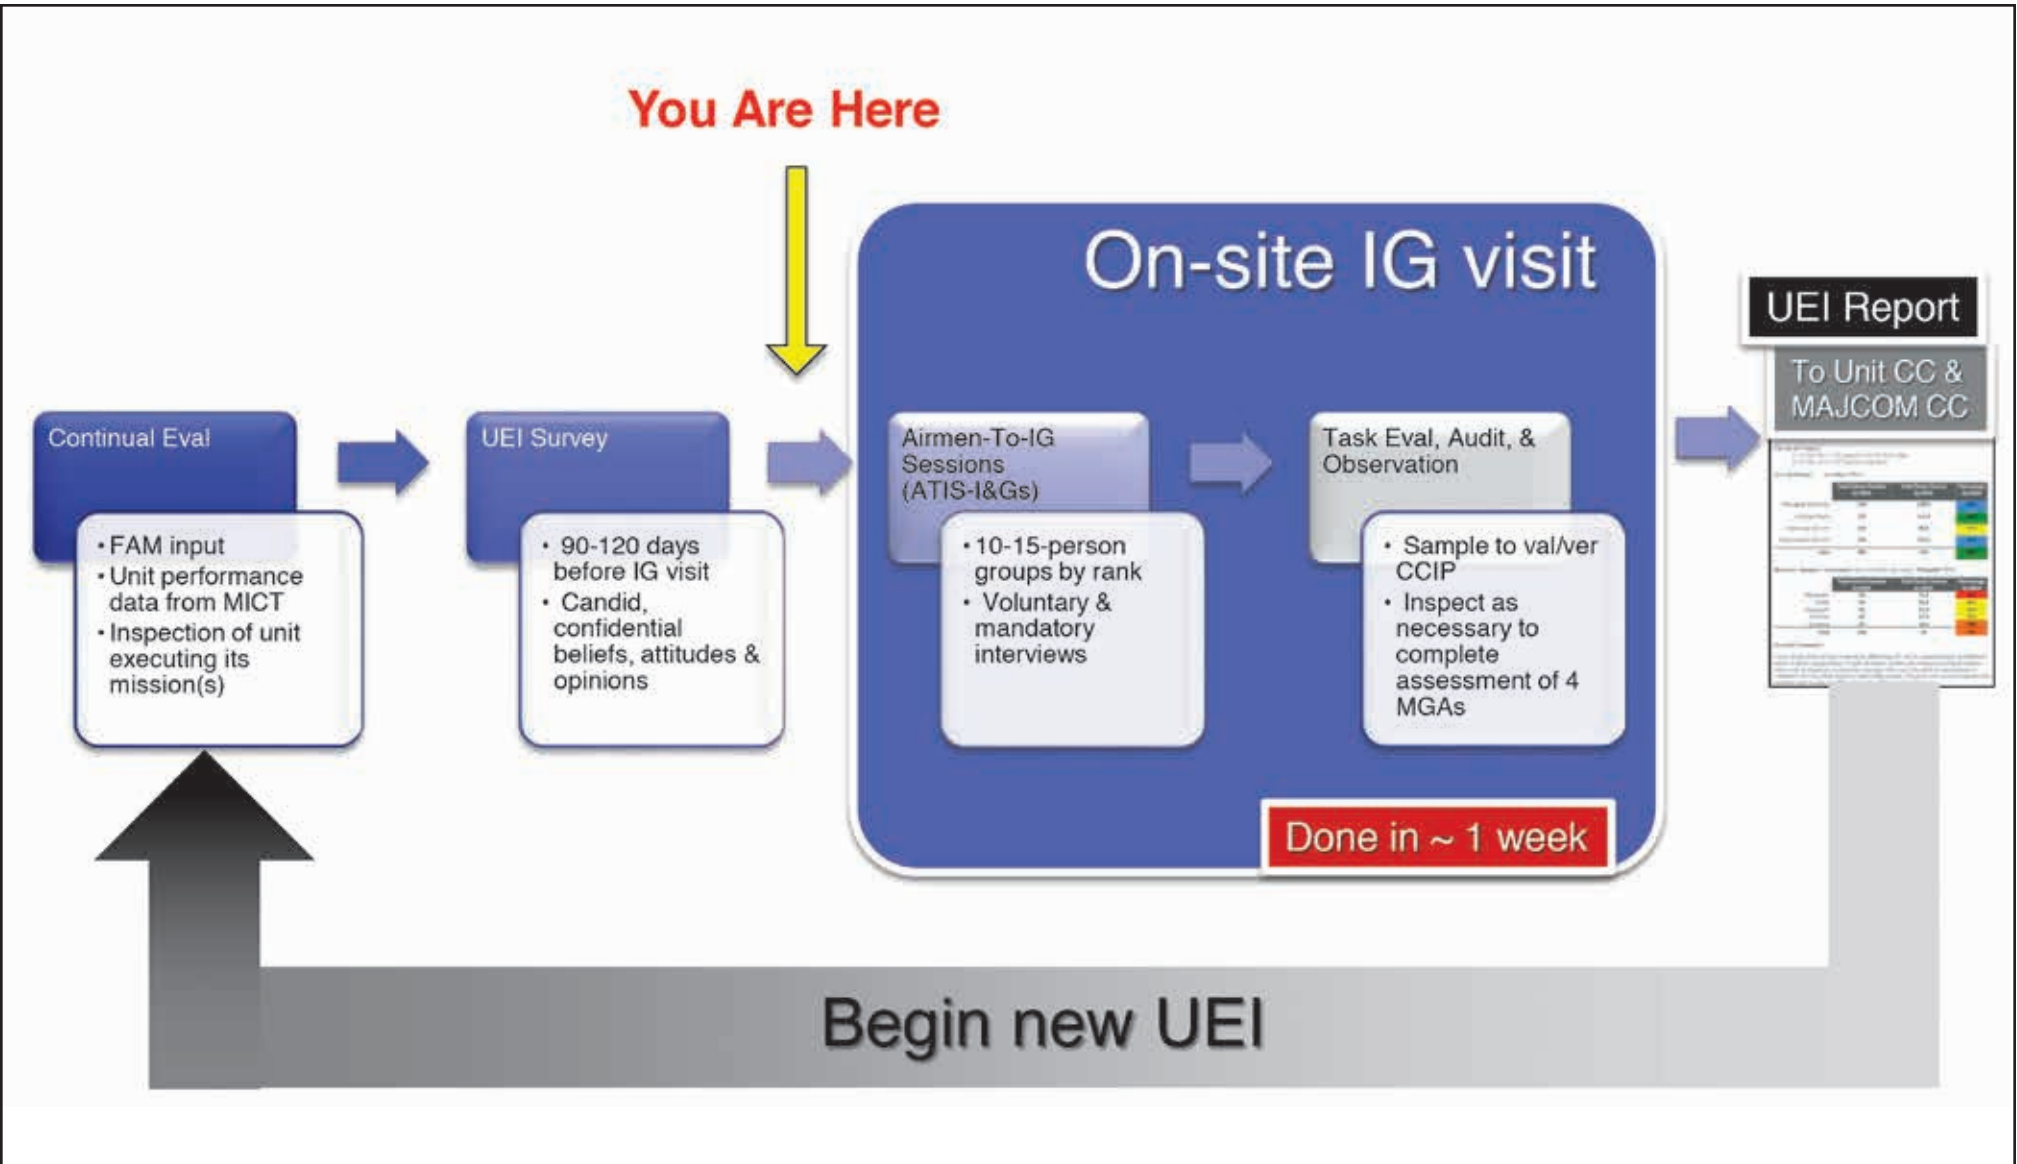 You Are Here
On-site IG visit
UEI Report
To Unit CC &
MAJCOM CC
Continual Eval
• FAM input
• Unit performance
data from MICT
• Inspection of unit
executing its
mission(s)
UEI Survey
• 90-120 days
before IG visit
• Candid,
confidential
beliefs, attitudes &
opinions
Airmen-To-IG
Sessions
(ATIS-I&Gs)
• 10-15-person
groups by rank
• Voluntary &
mandatory
interviews
Task Eval, Audit, &
Observation
• Sample to val/ver
CCIP
• Inspect as
necessary to
complete
assessment of 4
MGAs
Done in ~ 1 week
Begin new UEI